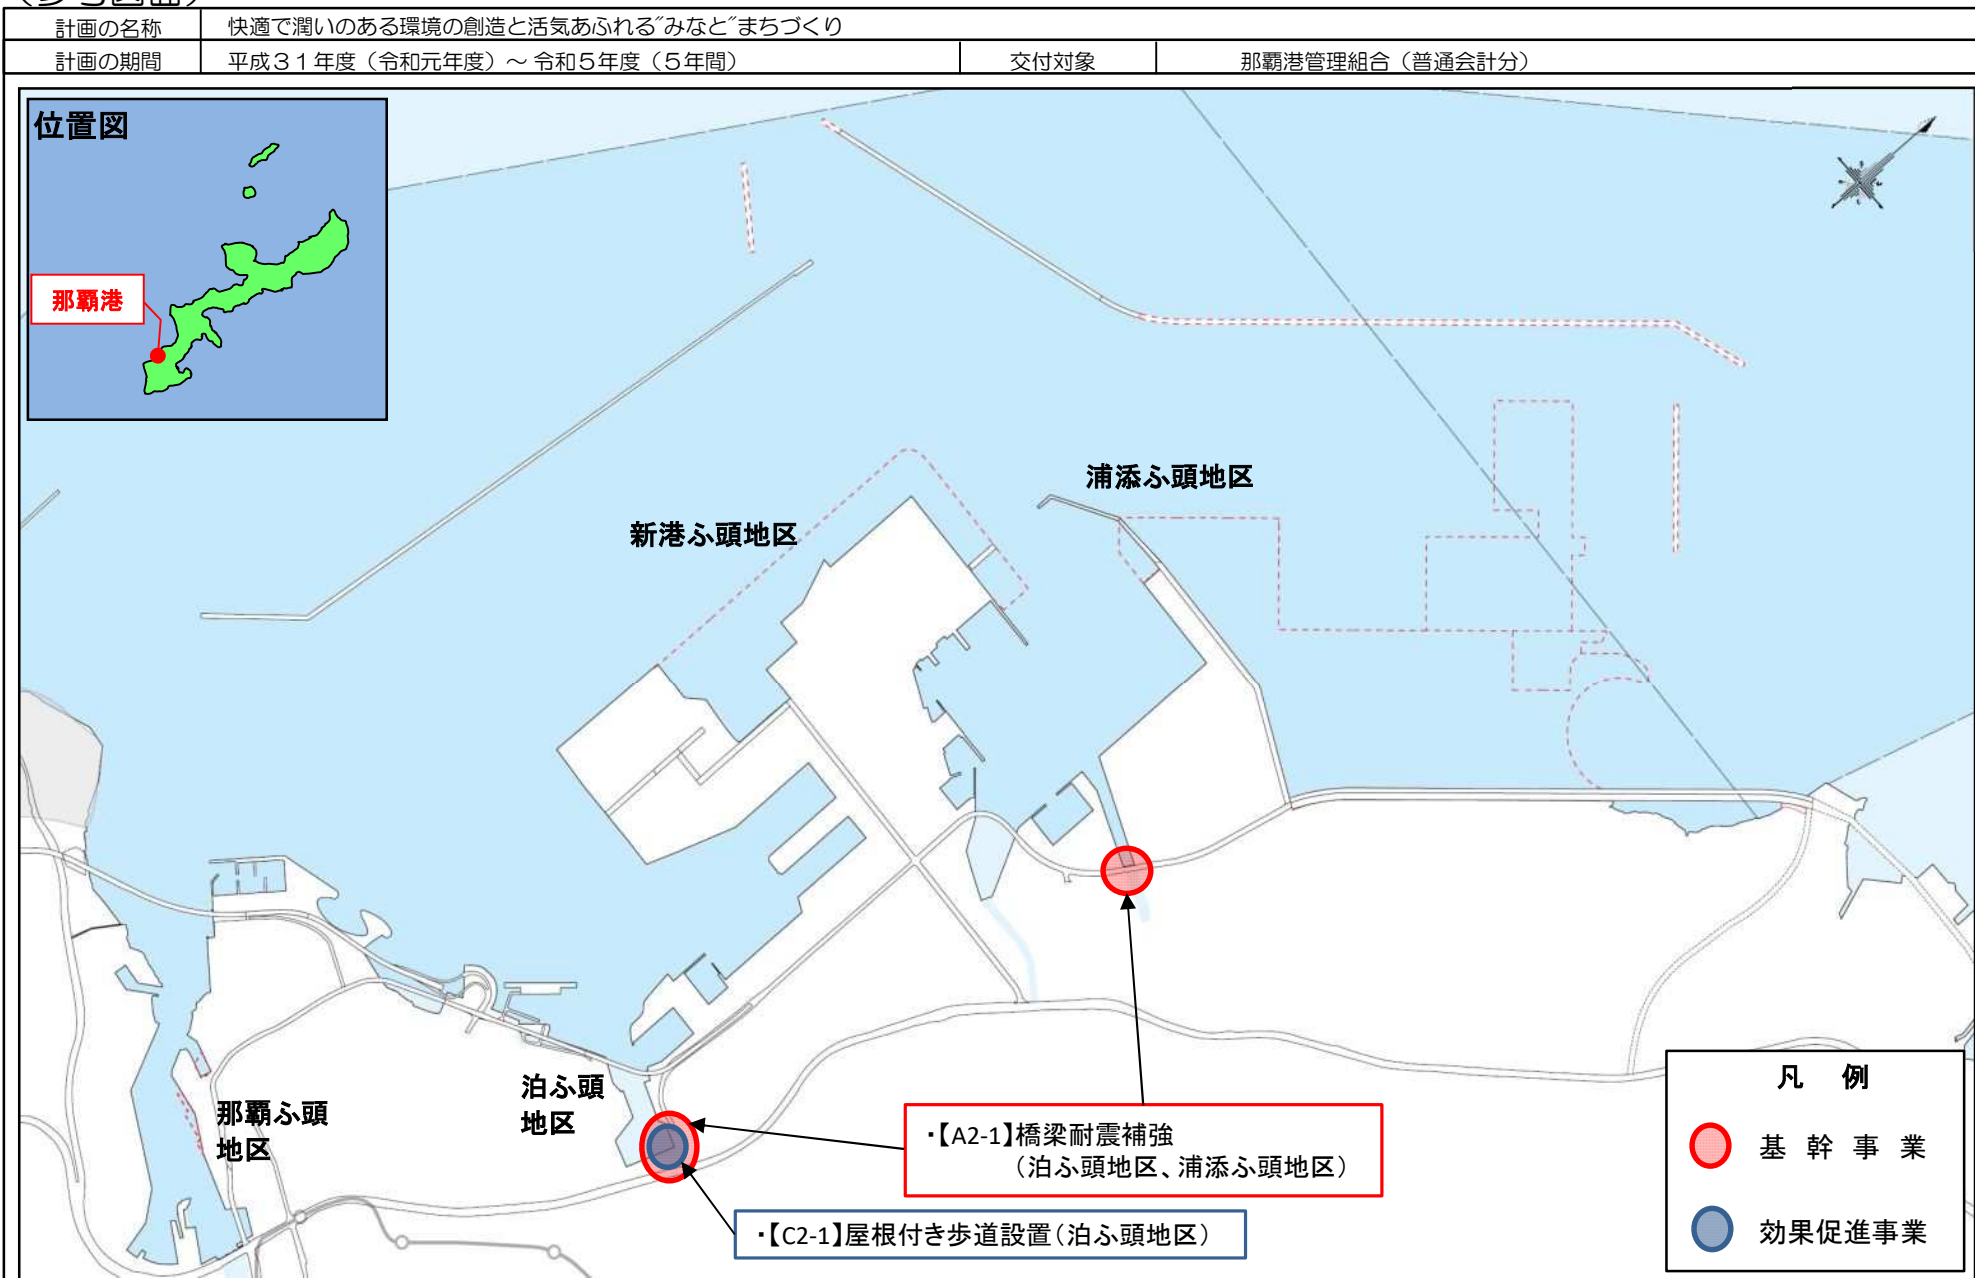 計画の名称 快適で潤いのある環境の創造と活気あふれる″みなと″まちづくり
計画の期間 平成31年度（令和元年度）～ 令和5年度（5年間） 交付対象 那覇港管理組合（普通会計分）
位置図
那覇港
浦添ふ頭地区
新港ふ頭地区
泊ふ頭
地区
那覇ふ頭
地区
・【A2-1】橋梁耐震補強
（泊ふ頭地区、浦添ふ頭地区）
・【C2-1】屋根付き歩道設置（泊ふ頭地区）
凡 例
基 幹 事 業
効果促進事業